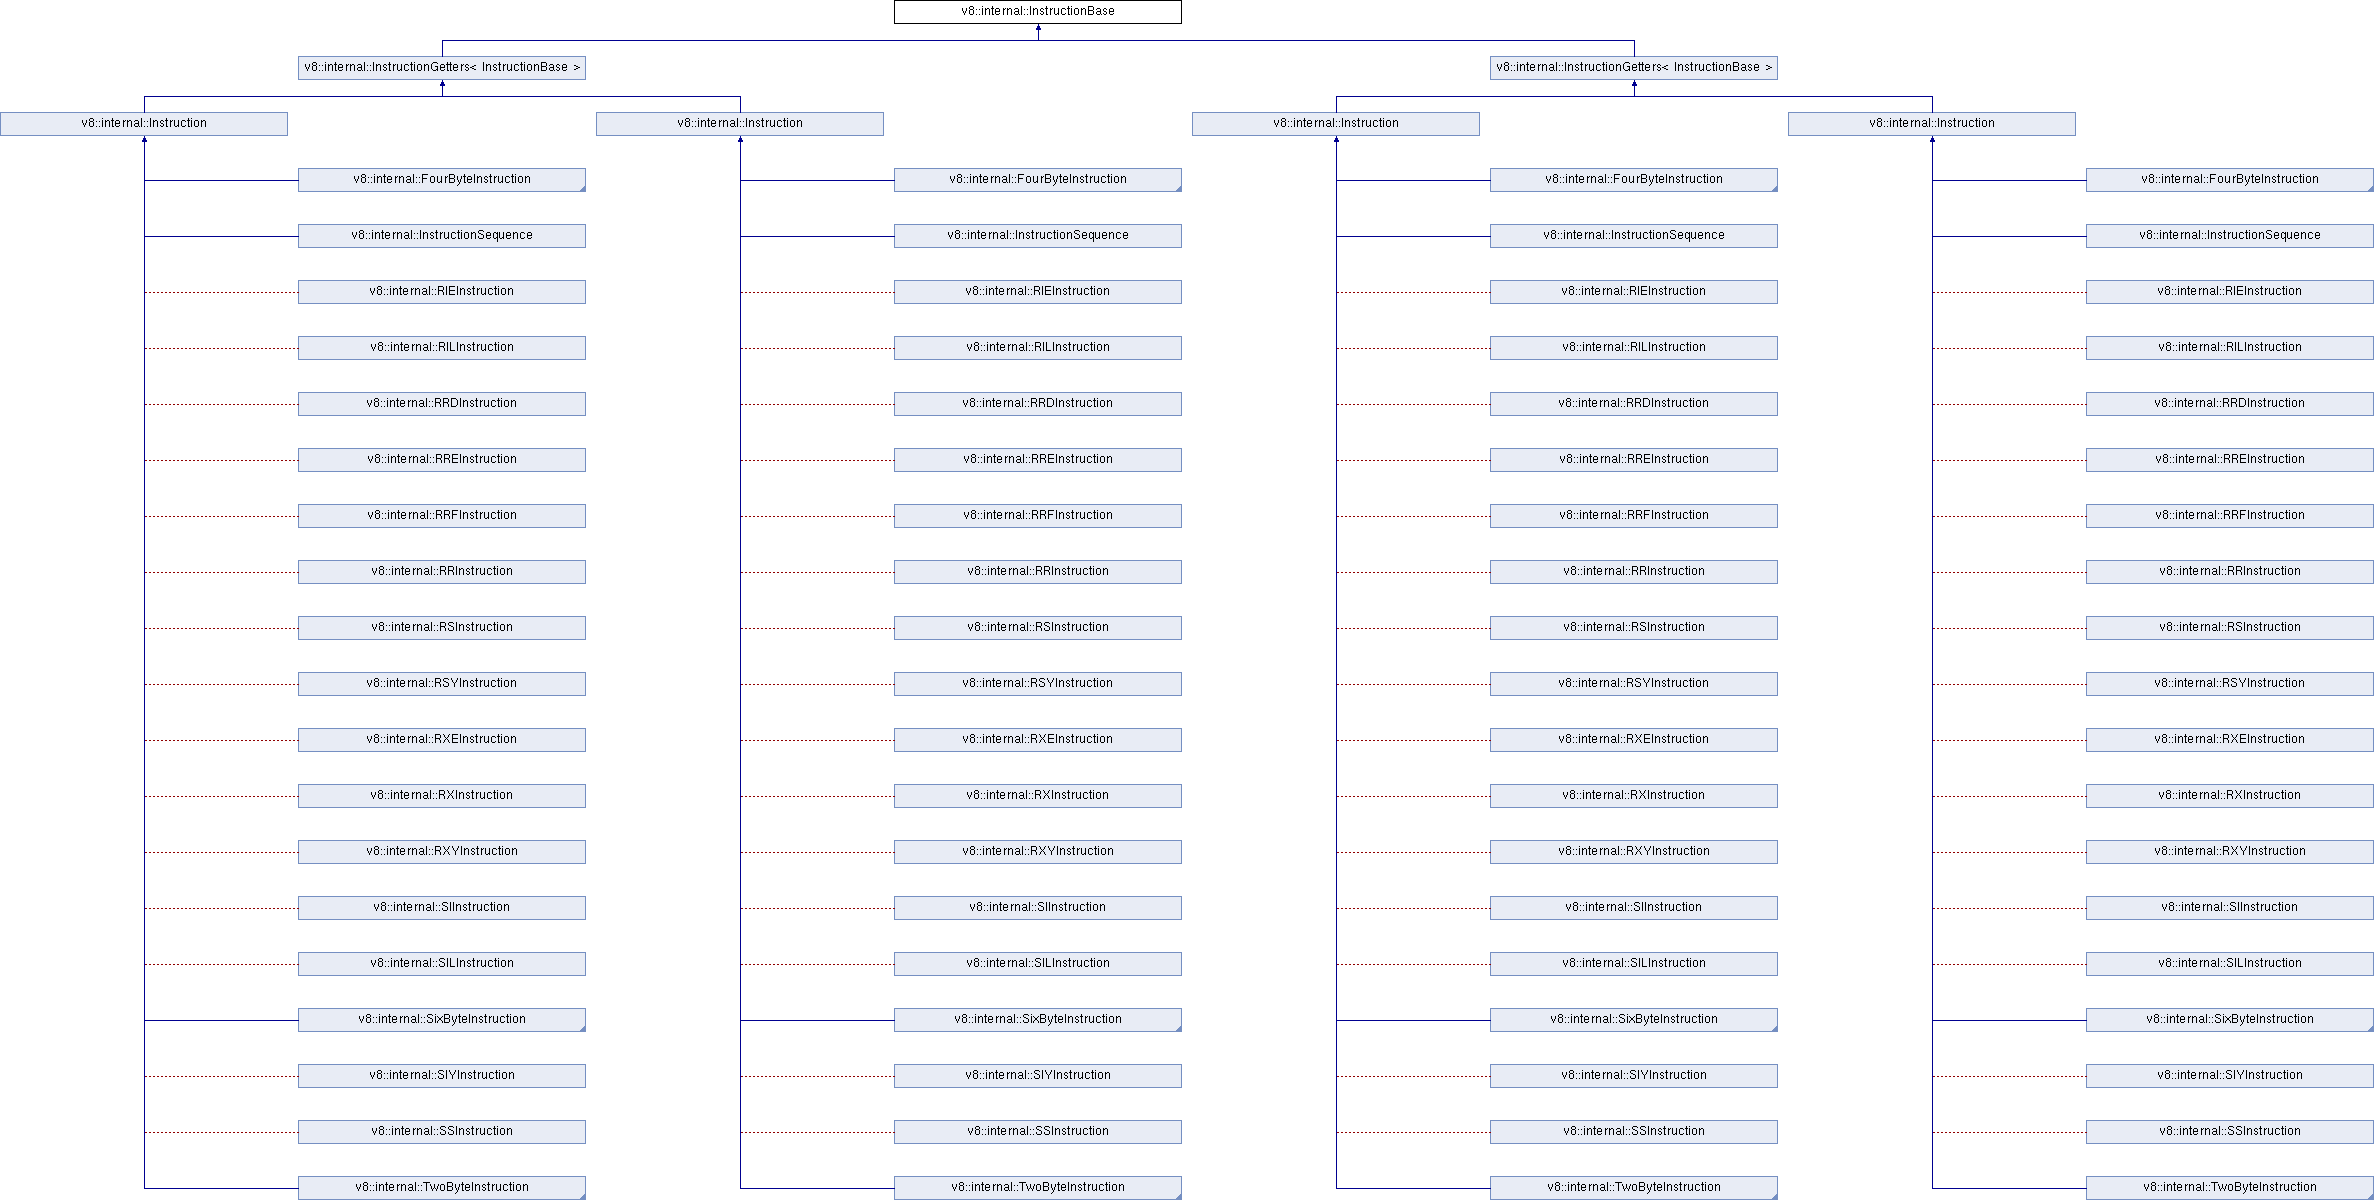 v8::internal::InstructionBase
v8::internal::InstructionGetters< InstructionBase > v8::internal::InstructionGetters< InstructionBase >
v8::internal::Instruction v8::internal::Instruction v8::internal::Instruction v8::internal::Instruction
v8::internal::FourByteInstruction v8::internal::FourByteInstruction v8::internal::FourByteInstruction v8::internal::FourByteInstruction
v8::internal::InstructionSequence v8::internal::InstructionSequence v8::internal::InstructionSequence v8::internal::InstructionSequence
v8::internal::RIEInstruction v8::internal::RIEInstruction v8::internal::RIEInstruction v8::internal::RIEInstruction
v8::internal::RILInstruction v8::internal::RILInstruction v8::internal::RILInstruction v8::internal::RILInstruction
v8::internal::RRDInstruction v8::internal::RRDInstruction v8::internal::RRDInstruction v8::internal::RRDInstruction
v8::internal::RREInstruction v8::internal::RREInstruction v8::internal::RREInstruction v8::internal::RREInstruction
v8::internal::RRFInstruction v8::internal::RRFInstruction v8::internal::RRFInstruction v8::internal::RRFInstruction
v8::internal::RRInstruction v8::internal::RRInstruction v8::internal::RRInstruction v8::internal::RRInstruction
v8::internal::RSInstruction v8::internal::RSInstruction v8::internal::RSInstruction v8::internal::RSInstruction
v8::internal::RSYInstruction v8::internal::RSYInstruction v8::internal::RSYInstruction v8::internal::RSYInstruction
v8::internal::RXEInstruction v8::internal::RXEInstruction v8::internal::RXEInstruction v8::internal::RXEInstruction
v8::internal::RXInstruction v8::internal::RXInstruction v8::internal::RXInstruction v8::internal::RXInstruction
v8::internal::RXYInstruction v8::internal::RXYInstruction v8::internal::RXYInstruction v8::internal::RXYInstruction
v8::internal::SIInstruction v8::internal::SIInstruction v8::internal::SIInstruction v8::internal::SIInstruction
v8::internal::SILInstruction v8::internal::SILInstruction v8::internal::SILInstruction v8::internal::SILInstruction
v8::internal::SixByteInstruction v8::internal::SixByteInstruction v8::internal::SixByteInstruction v8::internal::SixByteInstruction
v8::internal::SIYInstruction v8::internal::SIYInstruction v8::internal::SIYInstruction v8::internal::SIYInstruction
v8::internal::SSInstruction v8::internal::SSInstruction v8::internal::SSInstruction v8::internal::SSInstruction
v8::internal::TwoByteInstruction v8::internal::TwoByteInstruction v8::internal::TwoByteInstruction v8::internal::TwoByteInstruction